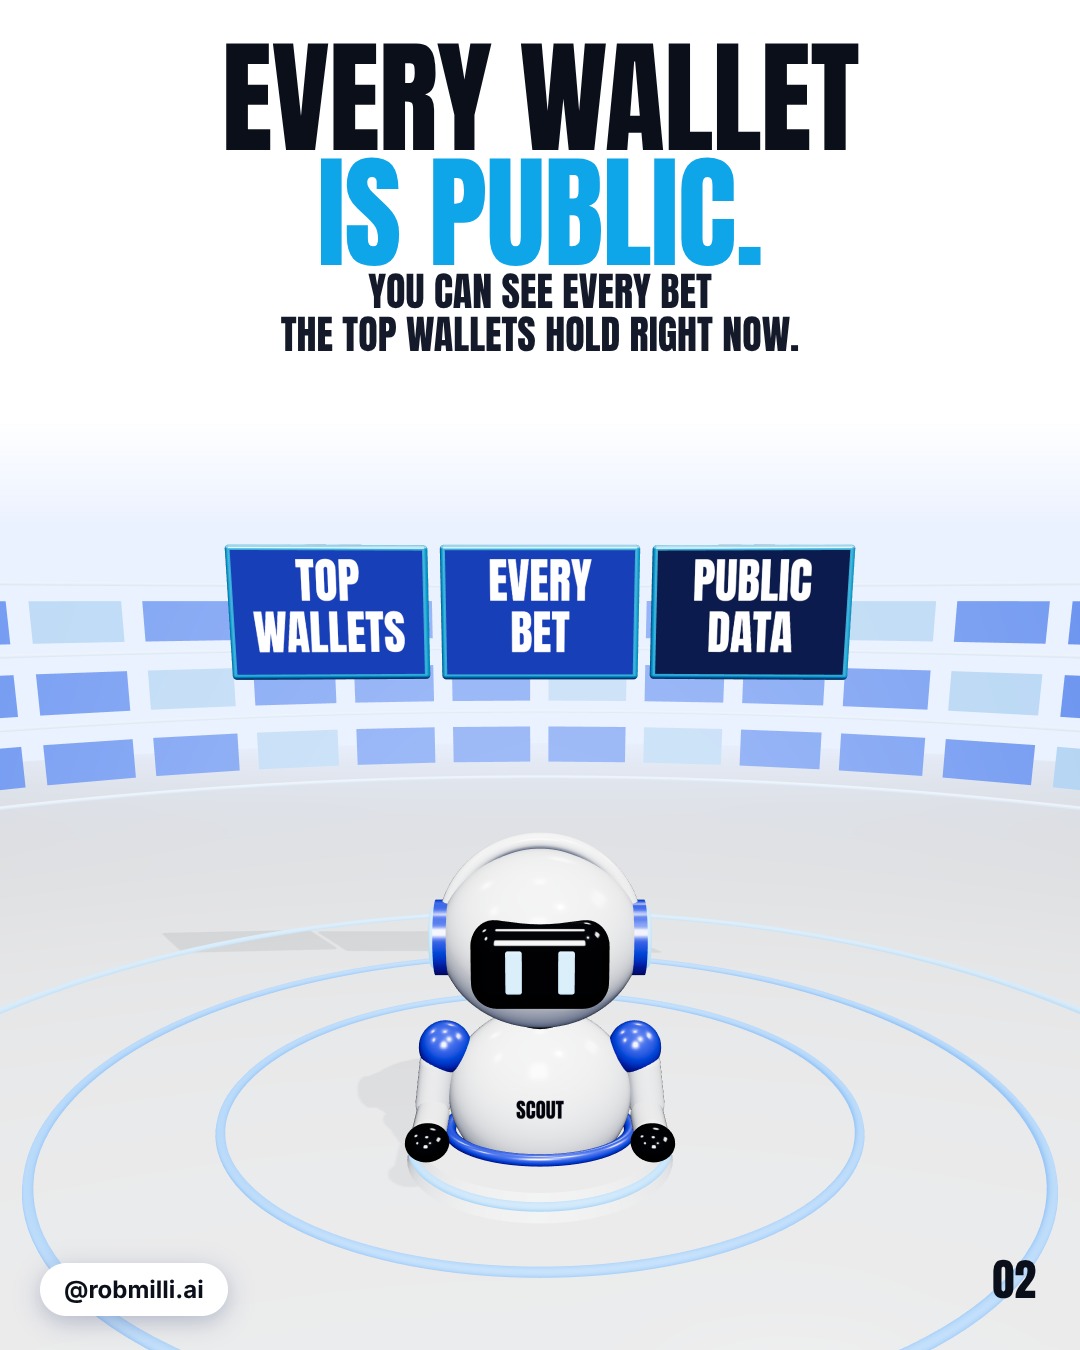 EVERY WALLET
IS PUBLIC.
YOU CAN SEE EVERY BET
THE TOP WALLETS HOLD RIGHT NOW.
TOP
WALLETS
EVERY
BET
PUBLIC
DATA
SCOUT
@robmilli.ai
02